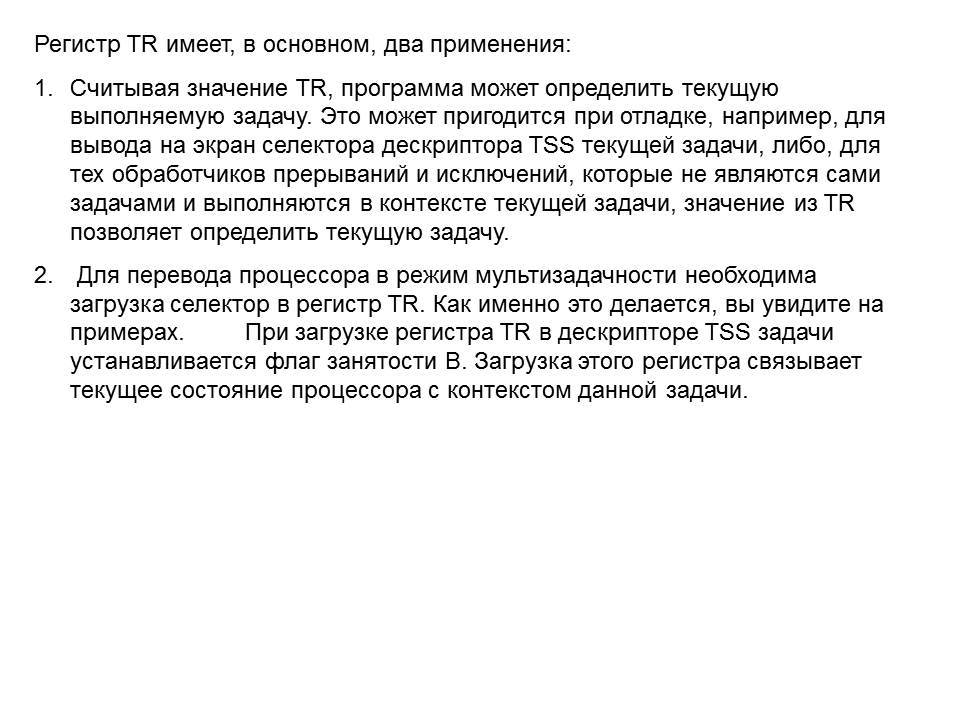 Регистр TR имеет, в основном, два применения:
1. Считывая значение TR, программа может определить текущую
выполняемую задачу. Это может пригодится при отладке, например, для
вывода на экран селектора дескриптора TSS текущей задачи, либо, для
тех обработчиков прерываний и исключений, которые не являются сами
задачами и выполняются в контексте текущей задачи, значение из TR
позволяет определить текущую задачу.
2. Для перевода процессора в режим мультизадачности необходима
загрузка селектор в регистр TR. Как именно это делается, вы увидите на
примерах. При загрузке регистра TR в дескрипторе TSS задачи
устанавливается флаг занятости B. Загрузка этого регистра связывает
текущее состояние процессора с контекстом данной задачи.